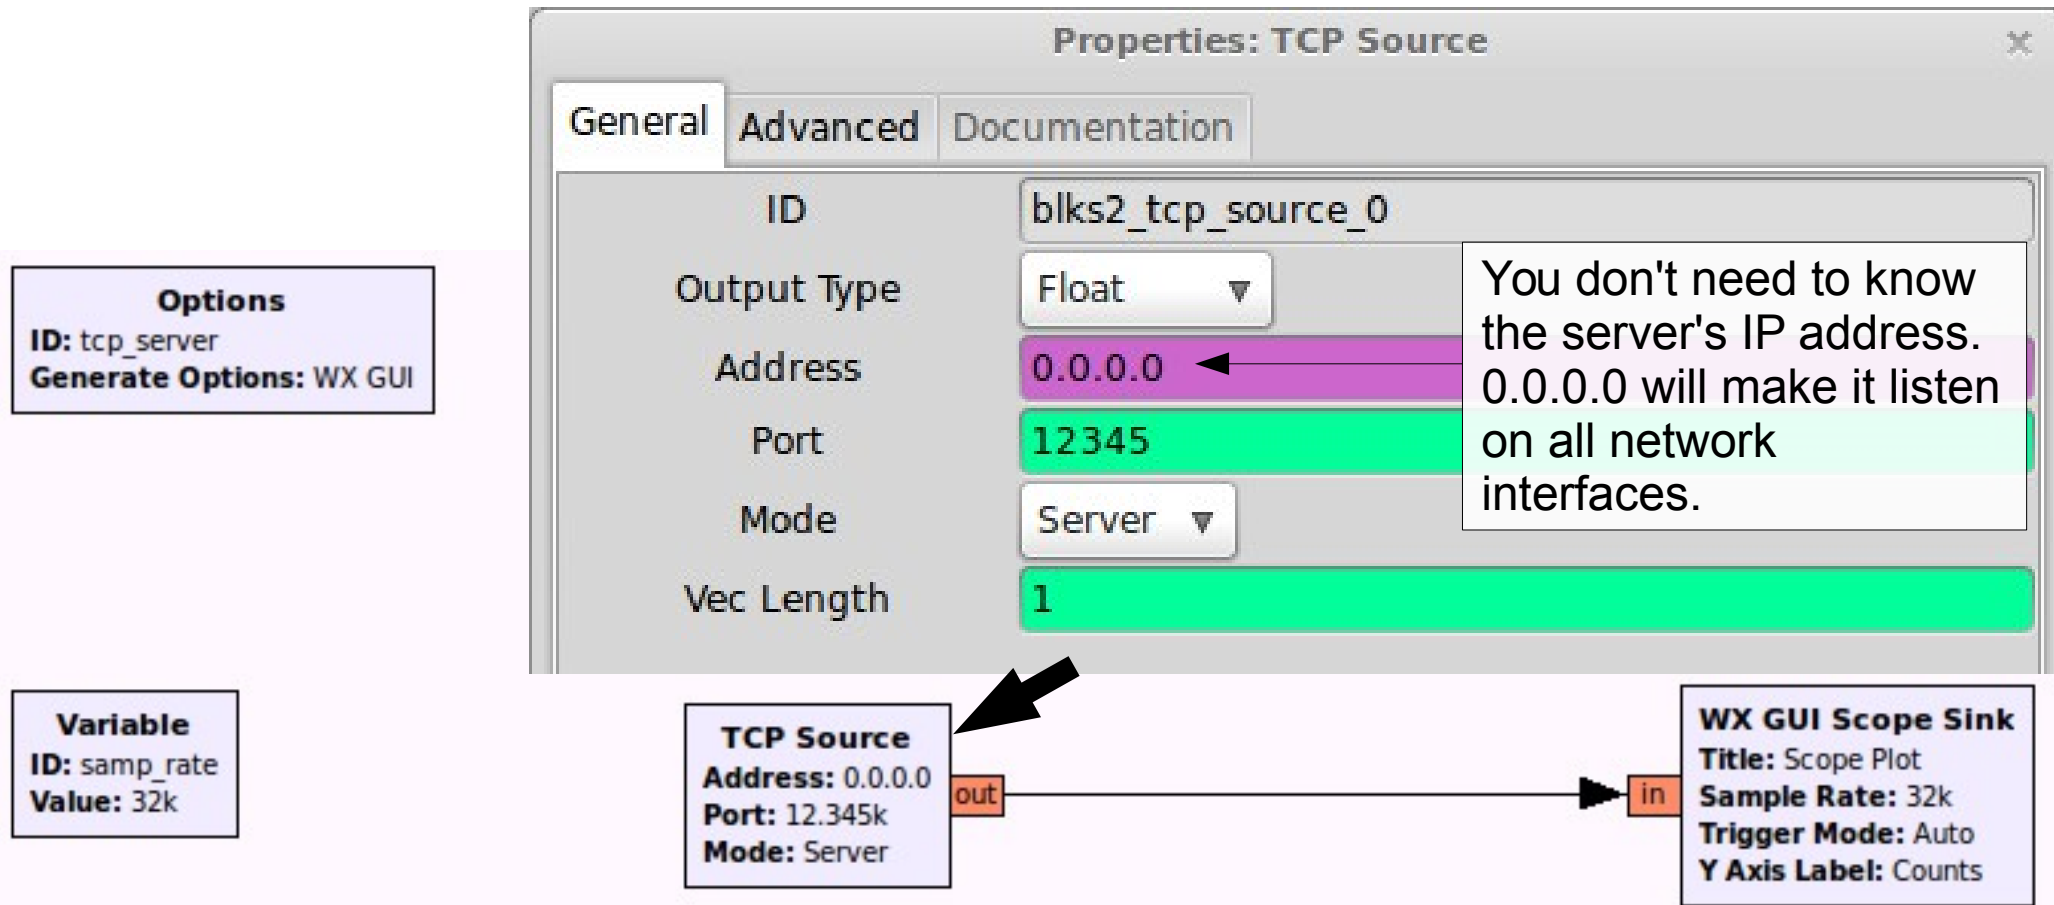 Properties: TCP Source
General Advanced Documentation
ID blks2_tcp_source_0
Output Type Float
Address 0.0.0.0
Port 12345
Mode Server
Vec Length 1
You don't need to know
the server's IP address.
0.0.0.0 will make it listen
on all network
interfaces.
Options
ID: tcp_server
Generate Options: WX GUI
Variable
ID: samp_rate
Value: 32k
TCP Source
Address: 0.0.0.0
Port: 12.345k
Mode: Server
out
in
WX GUI Scope Sink
Title: Scope Plot
Sample Rate: 32k
Trigger Mode: Auto
Y Axis Label: Counts